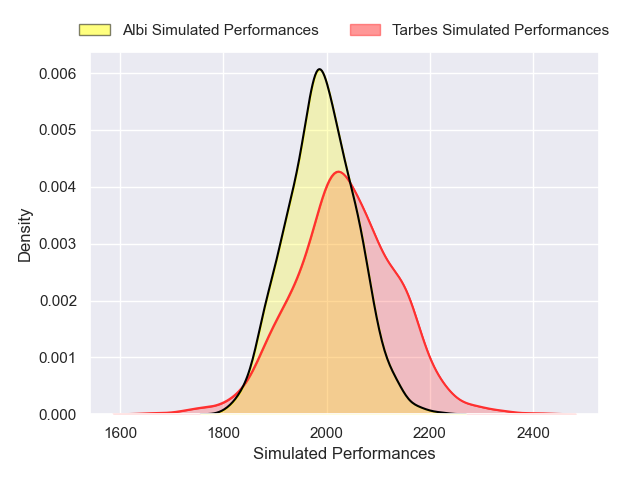 Albi Simulated Performances Tarbes Simulated Performances
0.006
0.005
0.004
0.003
0.002
0.001
0.000
Density
1600 1800 2000 2200 2400
Simulated Performances